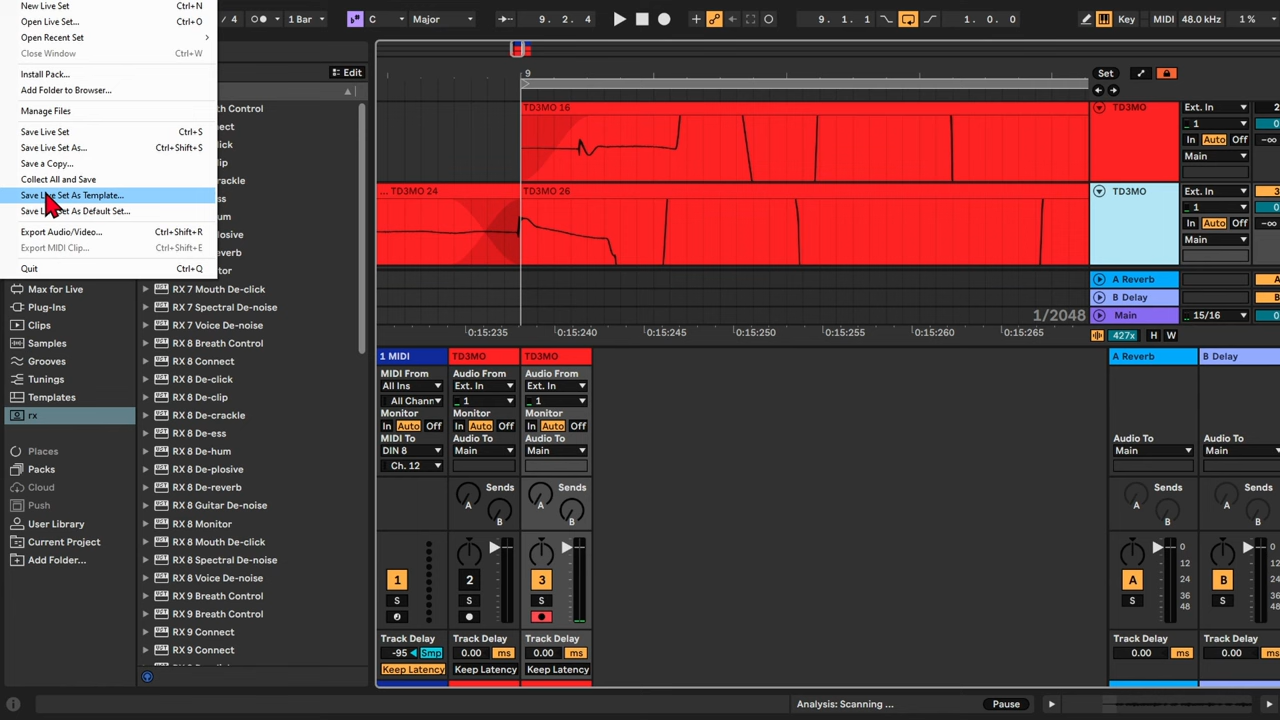 New Live Set Ctrl+N
Open Live Set... Ctrl+O
Open Recent Set
Close Window Ctrl+W
Install Pack...
Add Folder to Browser...
Manage Files
Save Live Set Ctrl+S
Save Live Set As... Ctrl+Shift+S
Save a Copy...
Collect All and Save
Save Live Set As Template...
Save Live Set As Default Set...
Export Audio/Video... Ctrl+Shift+R
Export MIDI Clip... Ctrl+Shift+E
Quit Ctrl+Q
/ 4 1 Bar C Major 9. 2. 4 9. 1. 1 1. 0. 0 Key MIDI 48.0 kHz 1 %
Edit
Max for Live
Plug-Ins
Clips
Samples
Grooves
Tunings
Templates
rx
Places
Packs
Cloud
Push
User Library
Current Project
Add Folder...
RX 7 Mouth De-click
RX 7 Spectral De-noise
RX 7 Voice De-noise
RX 8 Breath Control
RX 8 Connect
RX 8 De-click
RX 8 De-clip
RX 8 De-crackle
RX 8 De-ess
RX 8 De-hum
RX 8 De-plosive
RX 8 De-reverb
RX 8 Guitar De-noise
RX 8 Monitor
RX 8 Mouth De-click
RX 8 Spectral De-noise
RX 8 Voice De-noise
RX 9 Breath Control
RX 9 Breath Control
RX 9 Connect
RX 9 Connect
9 Set
TD3MO 16 TD3MO Ext. In 2
1
In Auto Off
Main
... TD3MO 24 TD3MO 26 TD3MO Ext. In 3
1
In Auto Off
Main
A Reverb A
B Delay B
1/2048 Main 15/16
0:15:235 0:15:240 0:15:245 0:15:250 0:15:255 0:15:260 0:15:265 427x H W
1 MIDI TD3MO TD3MO A Reverb B Delay
MIDI From Audio From Audio From
All Ins Ext. In Ext. In
All Chann 1 1
Monitor Monitor Monitor
In Auto Off In Auto Off In Auto Off
MIDI To Audio To Audio To Audio To Audio To
DIN 8 Main Main Main Main
Ch. 12
Sends Sends Sends Sends
A B A B A B A B
0 0
12 12
24 24
36 36
48 48
1 2 3 A B
S S S S S
Track Delay Track Delay Track Delay Track Delay Track Delay
-95 Smp 0.00 ms 0.00 ms 0.00 ms 0.00
Keep Latency Keep Latency Keep Latency
Analysis: Scanning ... Pause